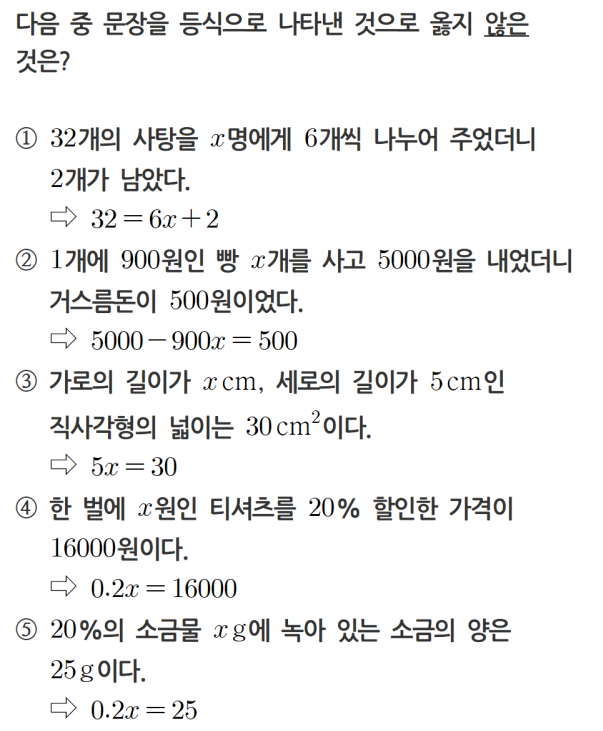 다음 중 문장을 등식으로 나타낸 것으로 옳지 않은
것은?
① 32개의 사탕을 x명에게 6개씩 나누어 주었더니
2개가 남았다.
⇨ 32=6x+2
② 1개에 900원인 빵 x개를 사고 5000원을 내었더니
거스름돈이 500원이었다.
⇨ 5000-900x=500
③ 가로의 길이가 x cm, 세로의 길이가 5 cm인
직사각형의 넓이는 30 cm²이다.
⇨ 5x=30
④ 한 벌에 x원인 티셔츠를 20% 할인한 가격이
16000원이다.
⇨ 0.2x=16000
⑤ 20%의 소금물 x g에 녹아 있는 소금의 양은
25 g이다.
⇨ 0.2x=25